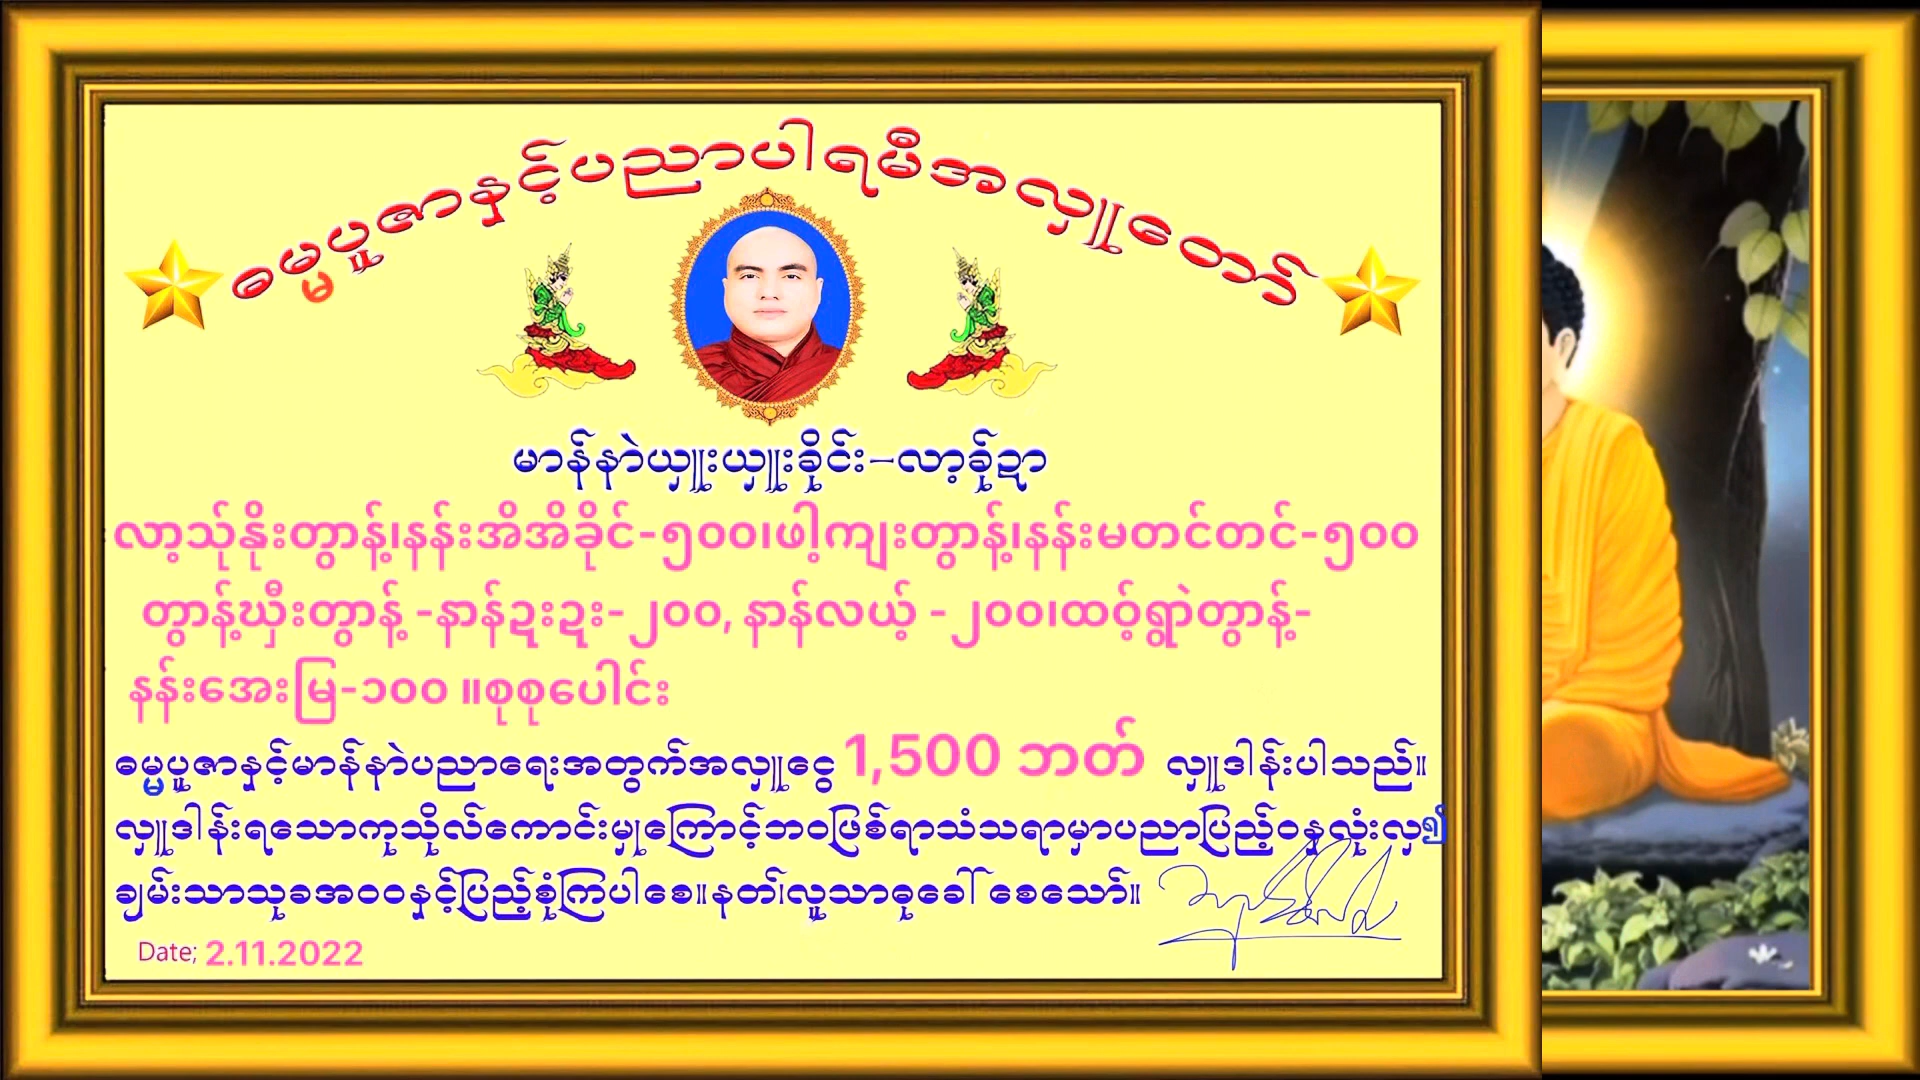 ဓမ္မပူဇာနှင့်ပညာပါရမီအလှူတော်
မာန်နာဲယှူးယှူးခိုင်း-လာ့ခ်ုဍာ
လာ့သ်ုနိုးတွာန့်၊နန်းအိအိခိုင်-၅၀၀၊ဖါ့ကျးတွာန့်၊နန်းမတင်တင်-၅၀၀
တွာန့်ဃှီးတွာန့် -နာန်ဍးဍး-၂၀၀, နာန်လယ့် -၂၀၀၊ထဝ့်ရွာဲတွာန့်-
နန်းအေးမြ-၁၀၀ ။စုစုပေါင်း
ဓမ္မပူဇာနှင့်မာန်နာဲပညာရေးအတွက်အလှူငွေ 1,500 ဘတ် လှူဒါန်းပါသည်။
လှူဒါန်းရသောကုသိုလ်ကောင်းမှုကြောင့်ဘဝဖြစ်ရာသံသရာမှာပညာပြည့်ဝနှလုံးလှ၍
ချမ်းသာသုခအဝဝနှင့်ပြည့်စုံကြပါစေ။နတ်၊လူသာဓုခေါ် စေသော်။
Date; 2.11.2022